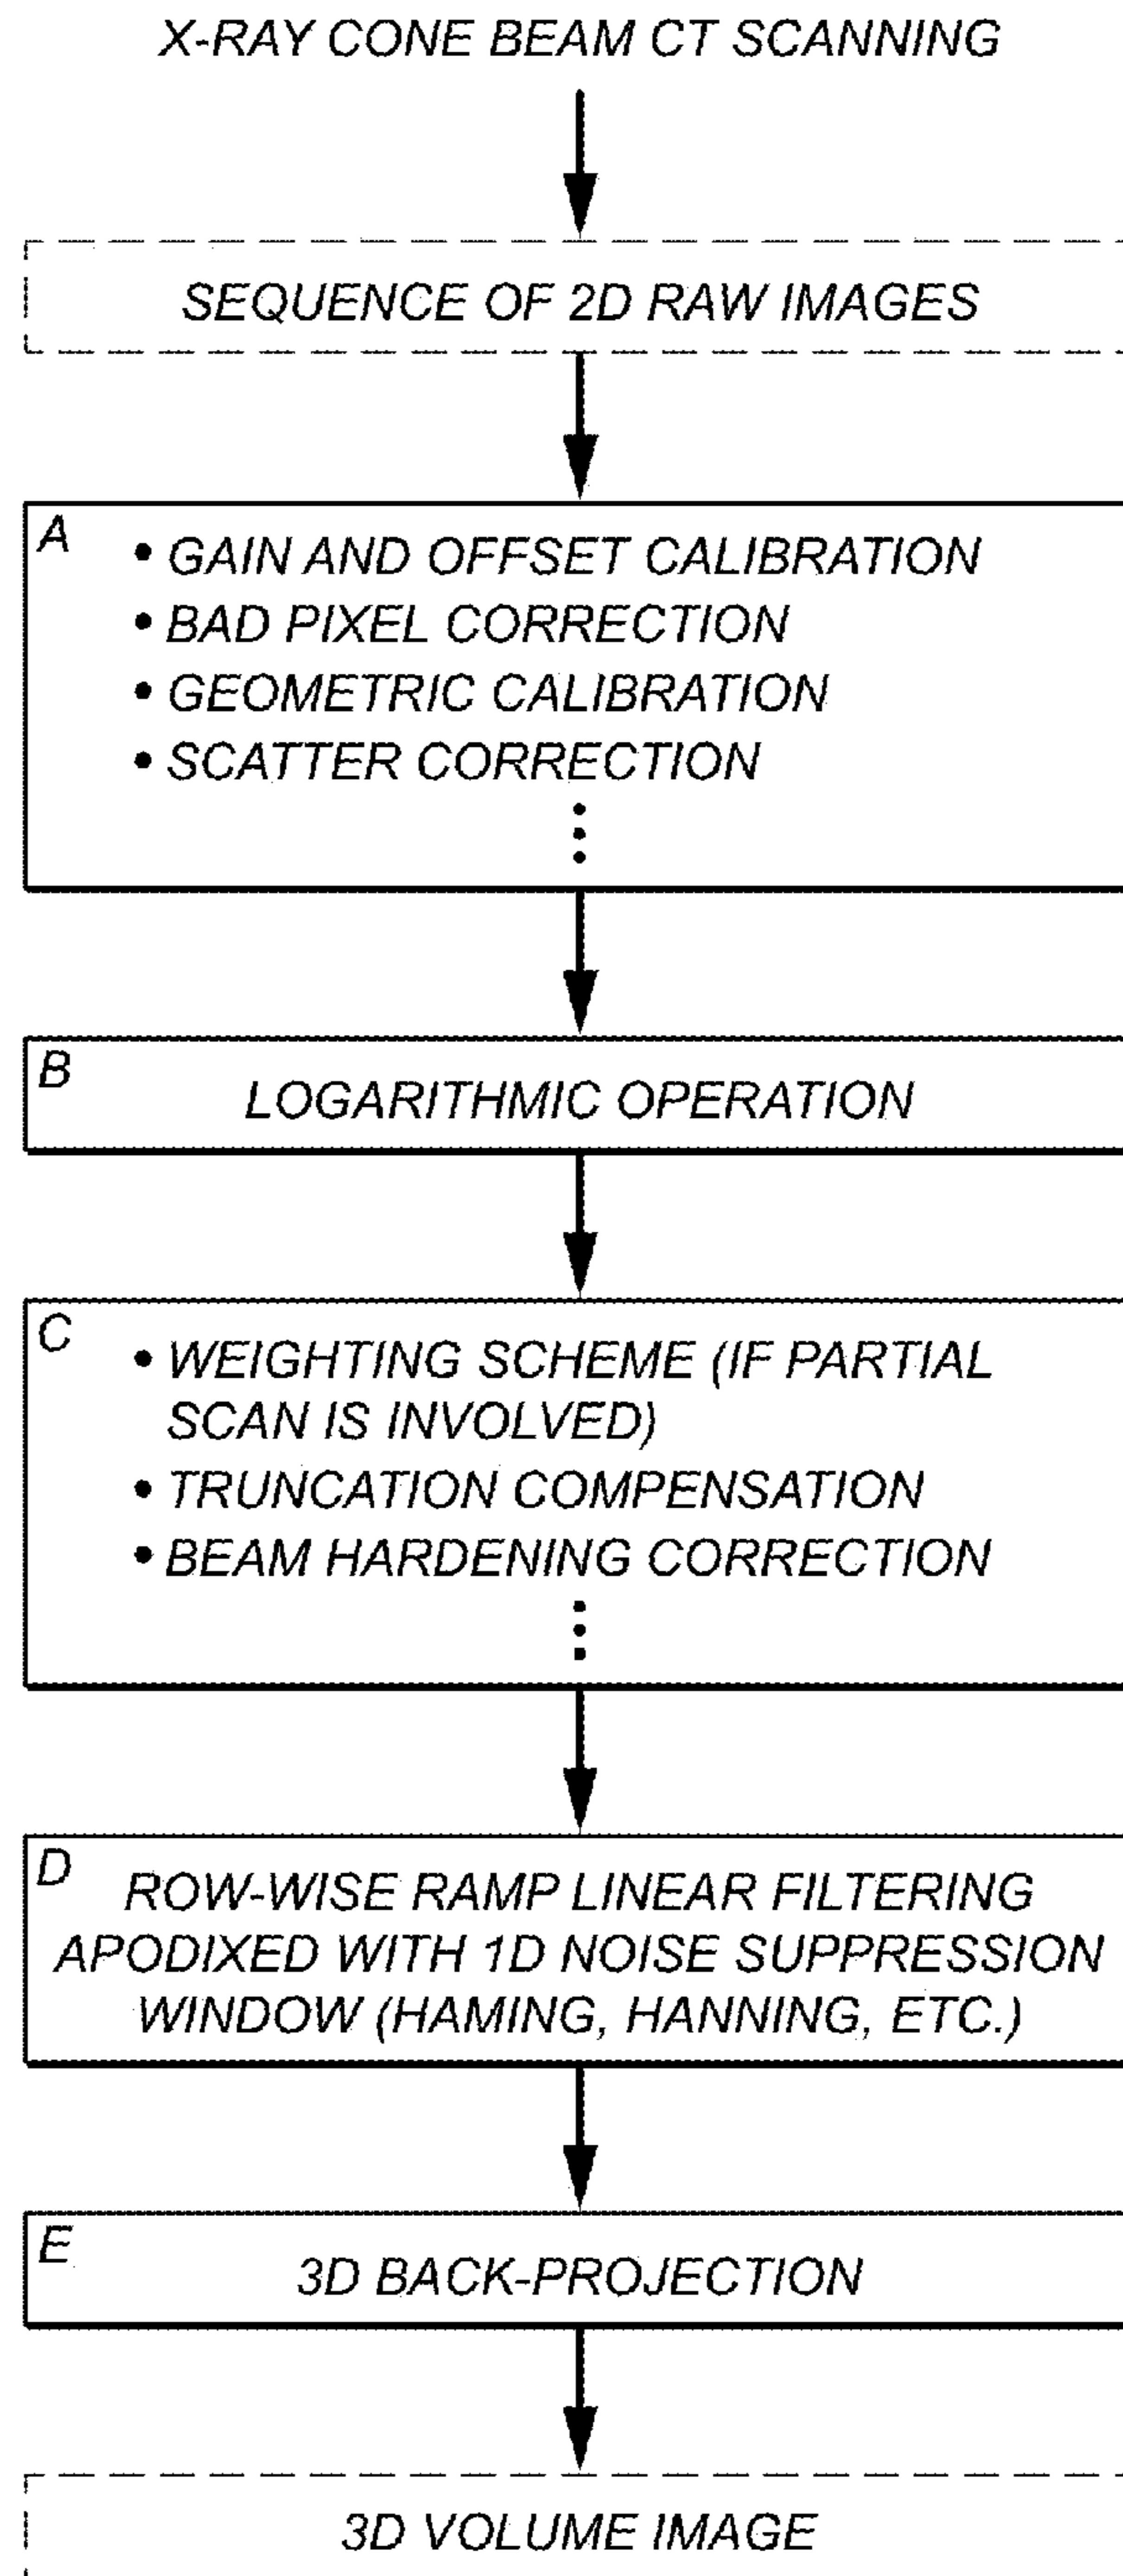 X-RAY CONE BEAM CT SCANNING
SEQUENCE OF 2D RAW IMAGES
A
• GAIN AND OFFSET CALIBRATION
• BAD PIXEL CORRECTION
• GEOMETRIC CALIBRATION
• SCATTER CORRECTION
B
LOGARITHMIC OPERATION
C
• WEIGHTING SCHEME (IF PARTIAL
SCAN IS INVOLVED)
• TRUNCATION COMPENSATION
• BEAM HARDENING CORRECTION
D
ROW-WISE RAMP LINEAR FILTERING
APODIXED WITH 1D NOISE SUPPRESSION
WINDOW (HAMING, HANNING, ETC.)
E
3D BACK-PROJECTION
3D VOLUME IMAGE